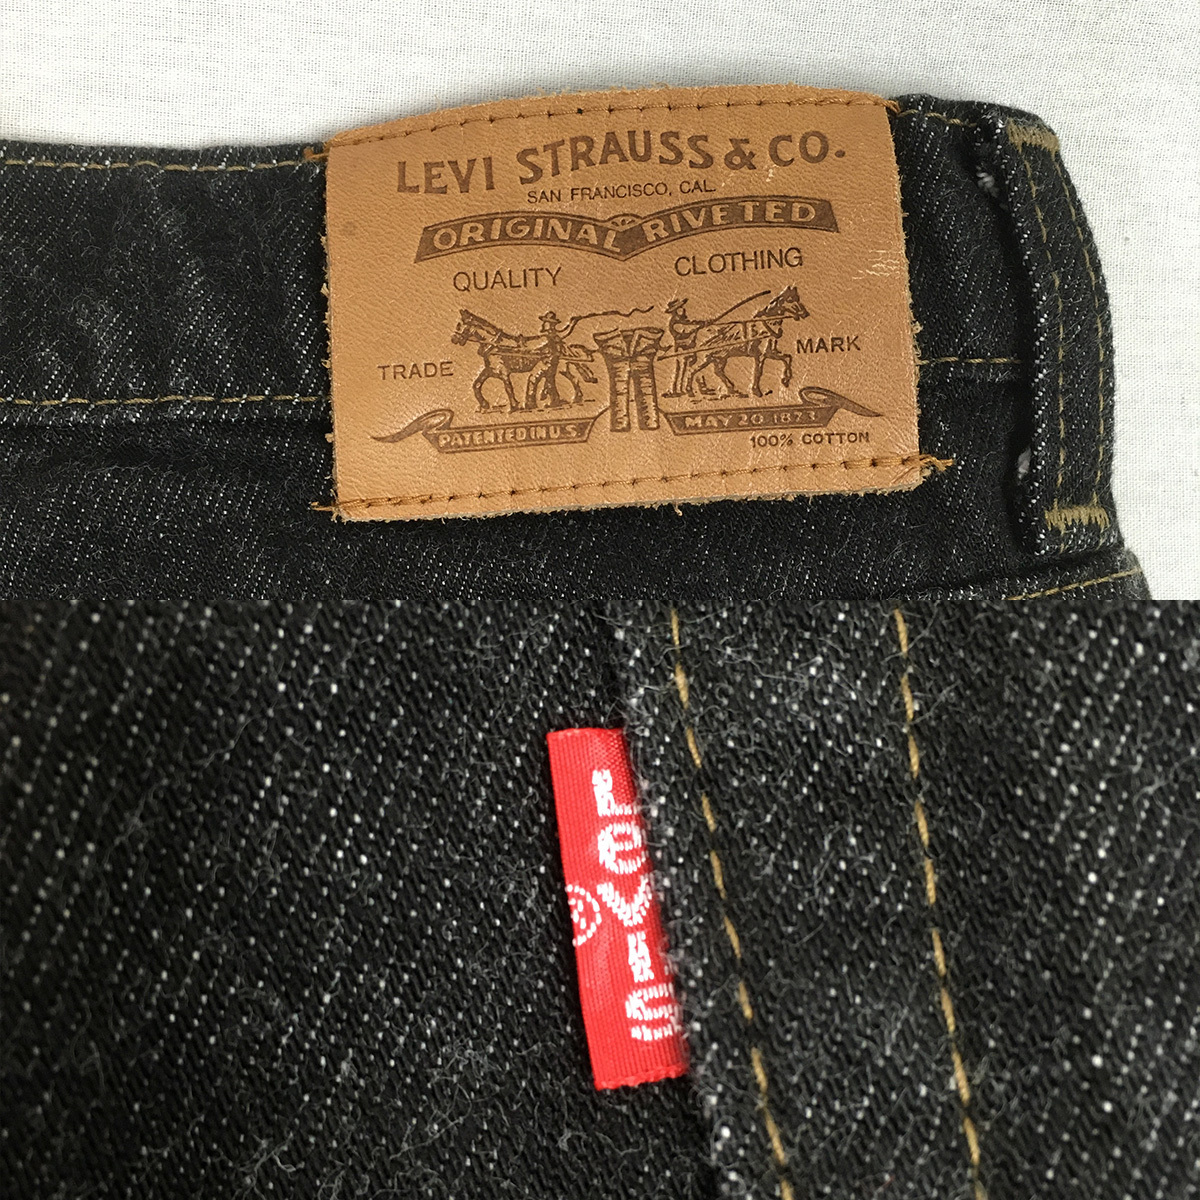 LEVI STRAUSS & CO.
SAN FRANCISCO, CAL.
ORIGINAL RIVETED
QUALITY CLOTHING
TRADE MARK
PATENTED IN U.S. MAY 20 1873
100% COTTON
Levi's
®